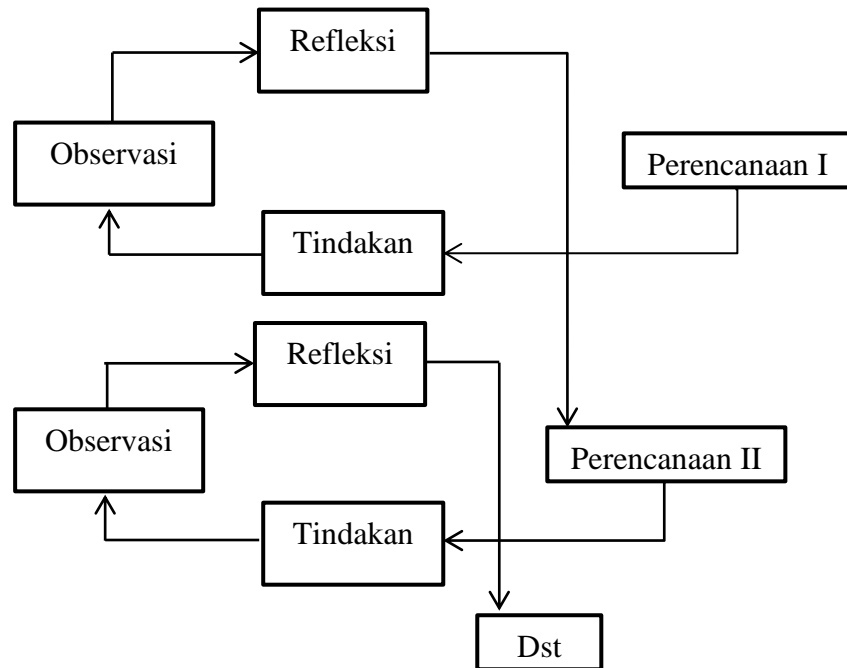 Refleksi
Observasi
Perencanaan I
Tindakan
Refleksi
Observasi
Perencanaan II
Tindakan
Dst